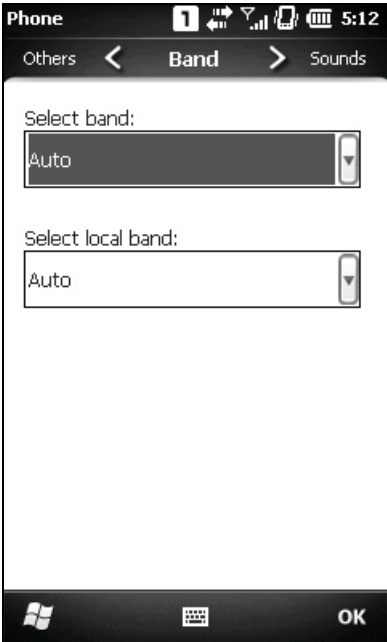 Phone 1 5:12
Others Band Sounds
Select band:
Auto
Select local band:
Auto
OK